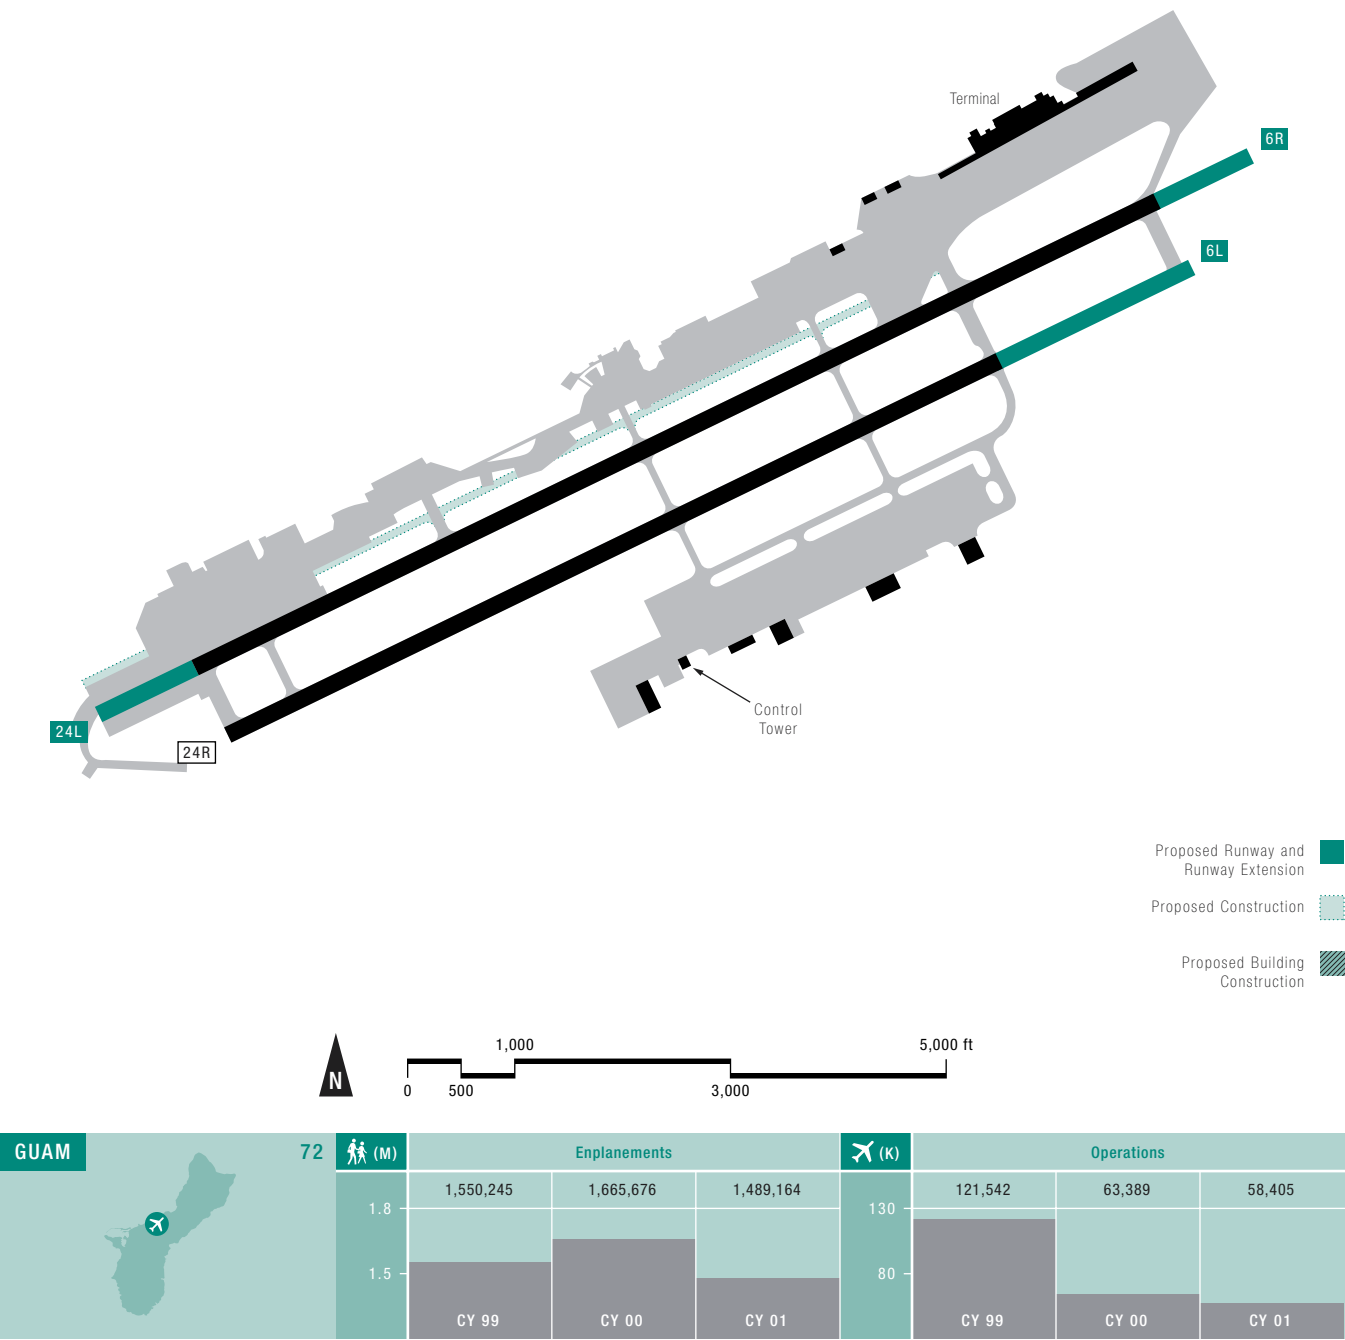 Terminal
6R
6L
24L
24R
Control
Tower
Proposed Runway and
Runway Extension
Proposed Construction
Proposed Building
Construction
N
1,000
5,000 ft
0
500
3,000
GUAM
72
(M)
Enplanements
(K)
Operations
1,550,245
1,665,676
1,489,164
121,542
63,389
58,405
1.8
130
1.5
80
CY 99
CY 00
CY 01
CY 99
CY 00
CY 01